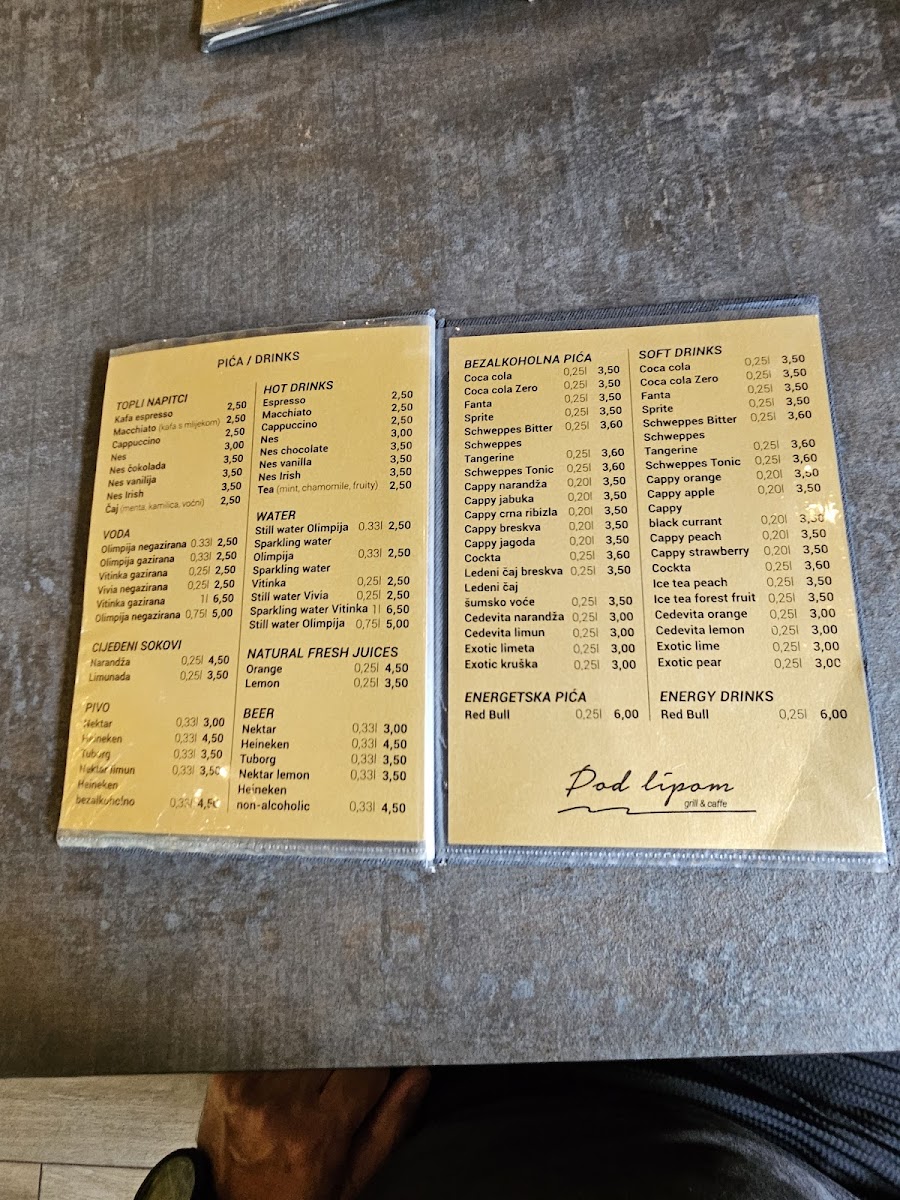 PIĆA / DRINKS
TOPLI NAPITCI
Kafa espresso 2,50
Macchiato (kafa s mlijekom) 2,50
Cappuccino 2,50
Nes 3,00
Nes čokolada 3,50
Nes vanilija 3,50
Nes Irish 3,50
Čaj (menta, kamilica, voćni) 2,50
VODA
Olimpija negazirana 0.33l 2,50
Olimpija gazirana 0,33l 2,50
Vitinka gazirana 0,25l 2,50
Vivia negazirana 0,25l 2,50
Vitinka gazirana 1l 6,50
Olimpija negazirana 0,75l 5,00
CIJEĐENI SOKOVI
Narandža 0,25l 4,50
Limunada 0,25l 3,50
PIVO
Nektar 0,33l 3,00
Heineken 0,33l 4,50
Tuborg 0,33l 3,50
Nektar limun 0,33l 3,50
Heineken
bezalkoholno 0,33l 4,50
HOT DRINKS
Espresso 2,50
Macchiato 2,50
Cappuccino 2,50
Nes 3,00
Nes chocolate 3,50
Nes vanilla 3,50
Nes Irish 3,50
Tea (mint, chamomile, fruity) 2,50
WATER
Still water Olimpija 0.33l 2,50
Sparkling water
Olimpija 0,33l 2,50
Sparkling water
Vitinka 0,25l 2,50
Still water Vivia 0,25l 2,50
Sparkling water Vitinka 1l 6,50
Still water Olimpija 0,75l 5,00
NATURAL FRESH JUICES
Orange 0,25l 4,50
Lemon 0,25l 3,50
BEER
Nektar 0,33l 3,00
Heineken 0,33l 4,50
Tuborg 0,33l 3,50
Nektar lemon 0,33l 3,50
Heineken
non-alcoholic 0,33l 4,50
BEZALKOHOLNA PIĆA
Coca cola 0,25l 3,50
Coca cola Zero 0,25l 3,50
Fanta 0,25l 3,50
Sprite 0,25l 3,50
Schweppes Bitter 0,25l 3,60
Schweppes
Tangerine 0,25l 3,60
Schweppes Tonic 0,25l 3,60
Cappy narandža 0,20l 3,50
Cappy jabuka 0,20l 3,50
Cappy crna ribizla 0,20l 3,50
Cappy breskva 0,20l 3,50
Cappy jagoda 0,20l 3,50
Cockta 0,25l 3,60
Ledeni čaj breskva 0,25l 3,50
Ledeni čaj
šumsko voće 0,25l 3,50
Cedevita narandža 0,25l 3,00
Cedevita limun 0,25l 3,00
Exotic limeta 0,25l 3,00
Exotic kruška 0,25l 3,00
ENERGETSKA PIĆA
Red Bull 0,25l 6,00
SOFT DRINKS
Coca cola 0,25l 3,50
Coca cola Zero 0,25l 3,50
Fanta 0,25l 3,50
Sprite 0,25l 3,50
Schweppes Bitter 0,25l 3,60
Schweppes
Tangerine 0,25l 3,60
Schweppes Tonic 0,25l 3,60
Cappy orange 0,20l 3,50
Cappy apple 0,20l 3,50
Cappy
black currant 0,20l 3,50
Cappy peach 0,20l 3,50
Cappy strawberry 0,20l 3,50
Cockta 0,25l 3,60
Ice tea peach 0,25l 3,50
Ice tea forest fruit 0,25l 3,50
Cedevita orange 0,25l 3,00
Cedevita lemon 0,25l 3,00
Exotic lime 0,25l 3,00
Exotic pear 0,25l 3,00
ENERGY DRINKS
Red Bull 0,25l 6,00
Pod lipom
grill & caffe